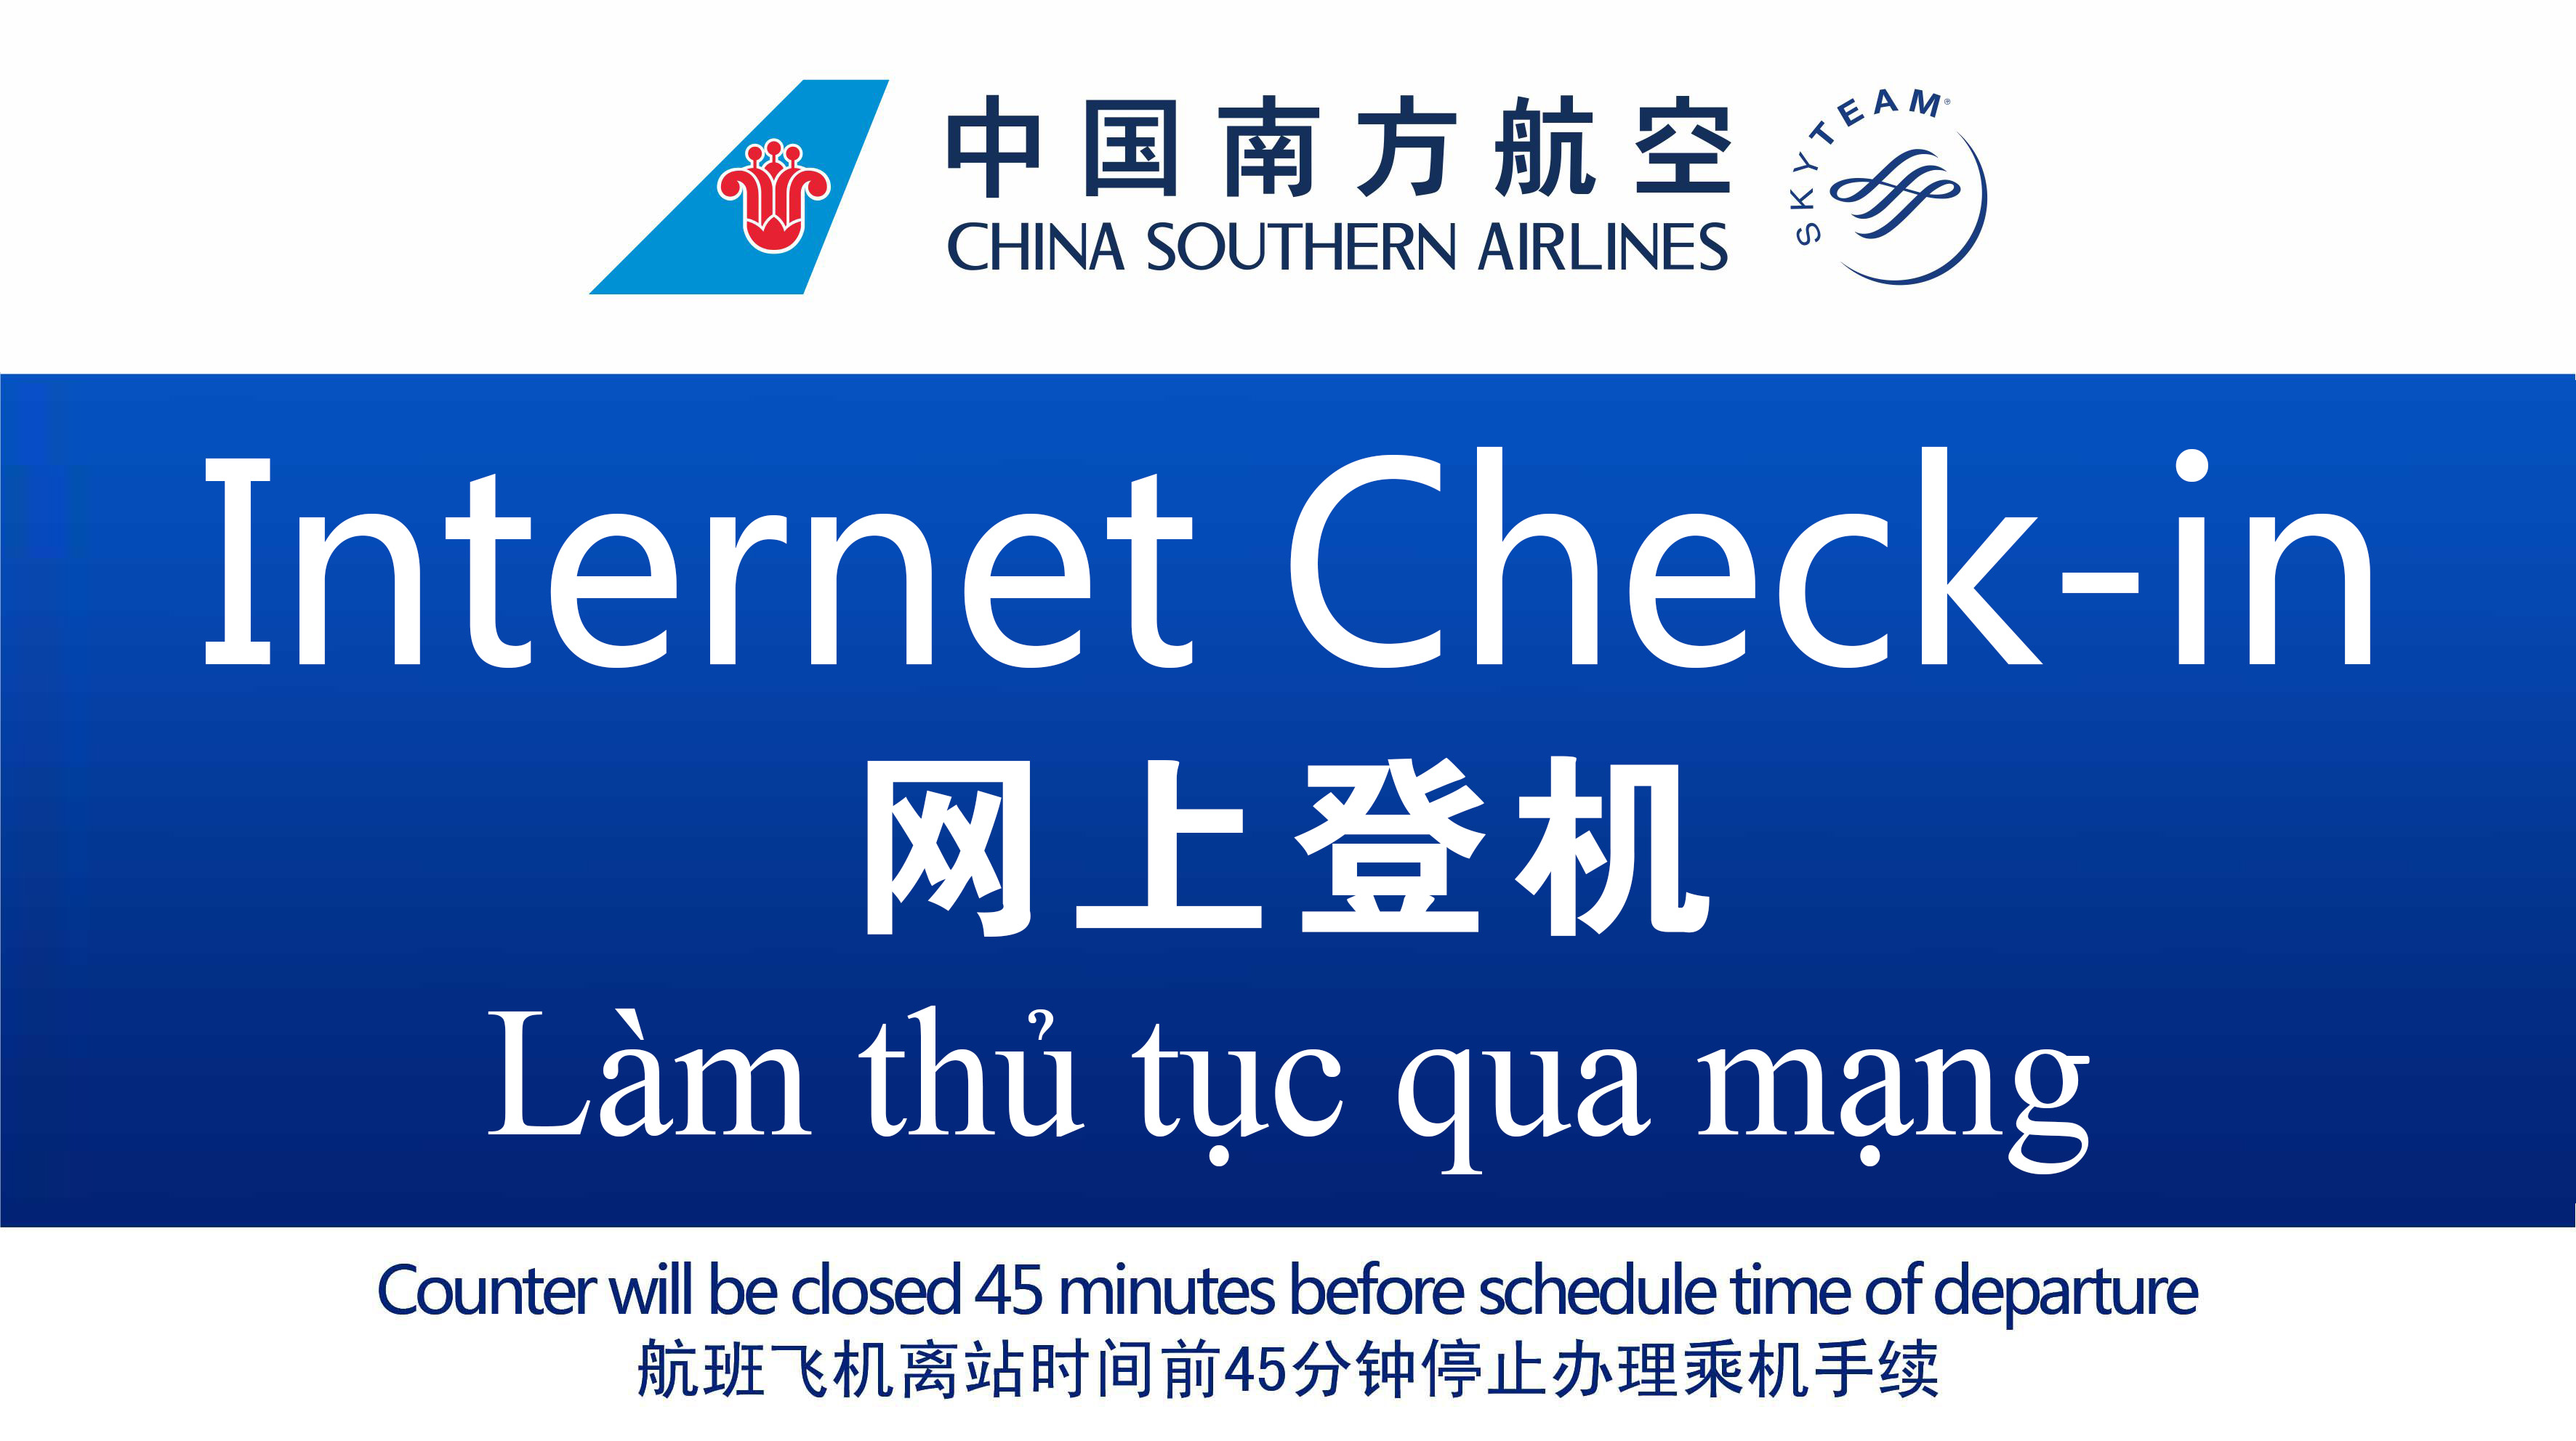 中国南方航空
CHINA SOUTHERN AIRLINES
SKYTEAM®
Internet Check-in
网上登机
Làm thủ tục qua mạng
Counter will be closed 45 minutes before schedule time of departure
航班飞机离站时间前45分钟停止办理乘机手续